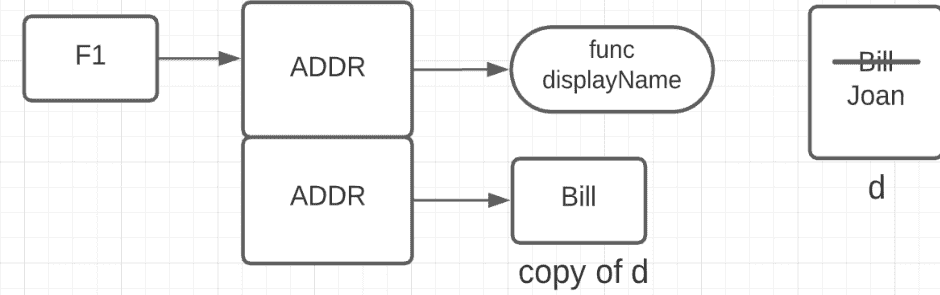 F1
ADDR
func
displayName
Bill
Joan
d
ADDR
Bill
copy of d